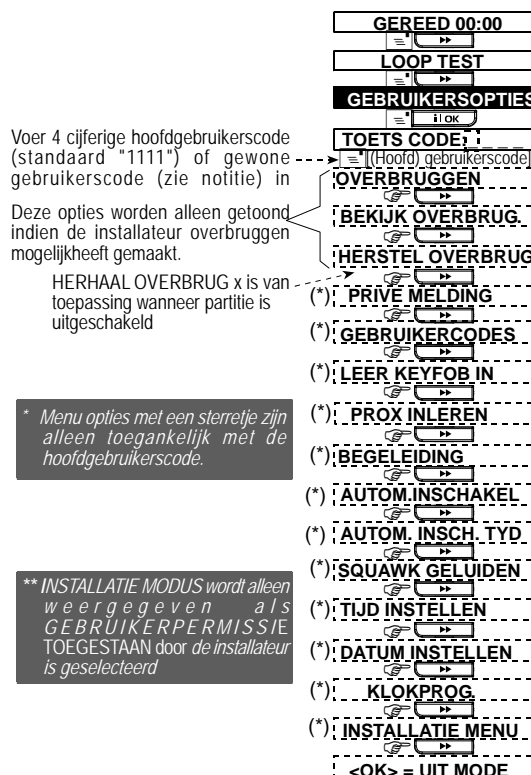 GEREED 00:00
LOOP TEST
GEBRUIKERSOPTIES
OK
TOETS CODE:
Voer 4 cijferige hoofdgebruikerscode
(standaard "1111") of gewone
gebruikerscode (zie notitie) in
(Hoofd) gebruikerscode]
OVERBRUGGEN
Deze opties worden alleen getoond
indien de installateur overbruggen
mogelijkheeft gemaakt.
BEKIJK OVERBRUG.
HERSTEL OVERBRUG
HERHAAL OVERBRUG x is van
toepassing wanneer partitie is
uitgeschakeld
(*) PRIVE MELDING
(*) GEBRUIKERCODES
(*) LEER KEYFOB IN
* Menu opties met een sterretje zijn
alleen toegankelijk met de
hoofdgebruikerscode.
(*) PROX INLEREN
(*) BEGELEIDING
(*) AUTOM.INSCHAKEL
(*) AUTOM. INSCH. TYD
(*) SQUAWK GELUIDEN
** INSTALLATIE MODUS wordt alleen
weergegeven als
GEBRUIKERPERMISSIE
TOEGESTAAN door de installateur
is geselecteerd
(*) TIJD INSTELLEN
(*) DATUM INSTELLEN
(*) KLOKPROG.
(*) INSTALLATIE MENU
<OK> = UIT MODE